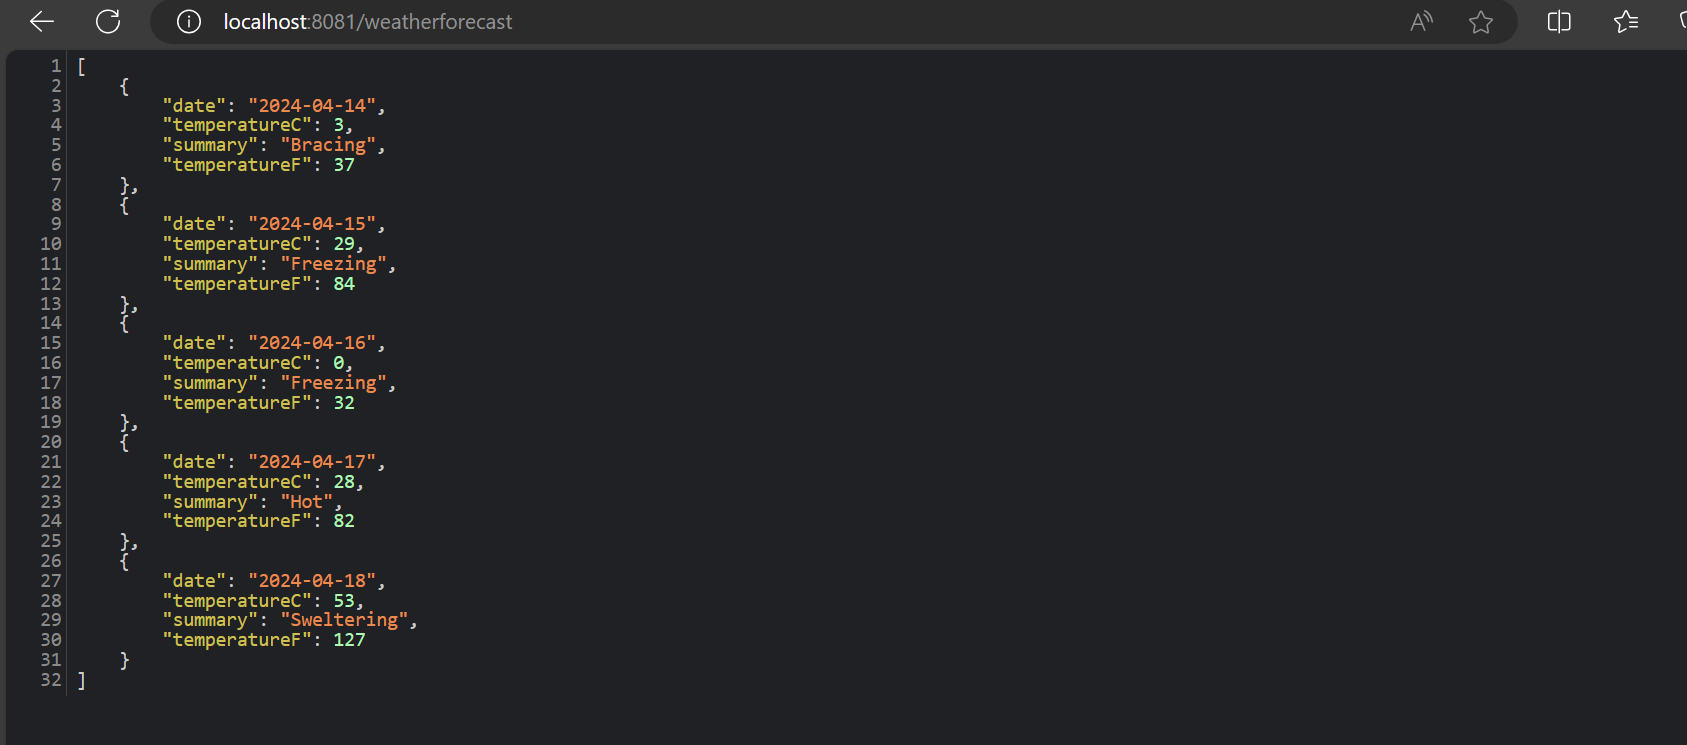 localhost:8081/weatherforecast
1 [
2     {
3         "date": "2024-04-14",
4         "temperatureC": 3,
5         "summary": "Bracing",
6         "temperatureF": 37
7     },
8     {
9         "date": "2024-04-15",
10         "temperatureC": 29,
11         "summary": "Freezing",
12         "temperatureF": 84
13     },
14     {
15         "date": "2024-04-16",
16         "temperatureC": 0,
17         "summary": "Freezing",
18         "temperatureF": 32
19     },
20     {
21         "date": "2024-04-17",
22         "temperatureC": 28,
23         "summary": "Hot",
24         "temperatureF": 82
25     },
26     {
27         "date": "2024-04-18",
28         "temperatureC": 53,
29         "summary": "Sweltering",
30         "temperatureF": 127
31     }
32 ]